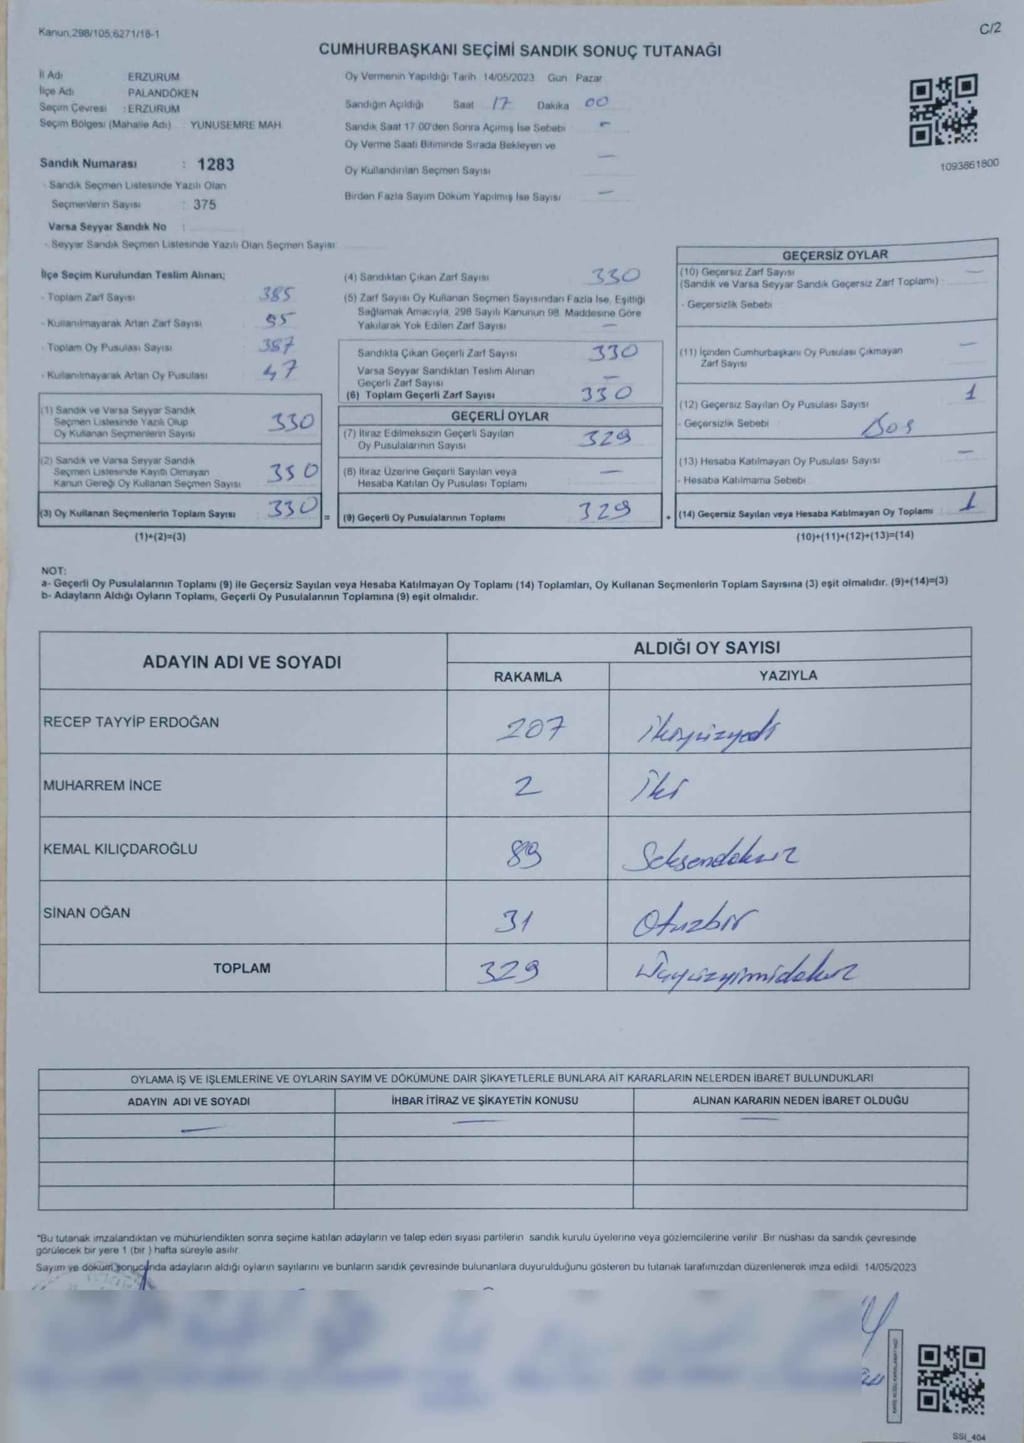 Kanun:298/105;6271/18-1
C/2
CUMHURBAŞKANI SEÇİMİ SANDIK SONUÇ TUTANAĞI
İl Adı ERZURUM
İlçe Adı PALANDÖKEN
Seçim Çevresi : ERZURUM
Seçim Bölgesi (Mahalle Adı) : YUNUSEMRE MAH.
Sandık Numarası : 1283
- Sandık Seçmen Listesinde Yazılı Olan
Seçmenlerin Sayısı : 375
Varsa Seyyar Sandık No :
- Seyyar Sandık Seçmen Listesinde Yazılı Olan Seçmen Sayısı
Oy Vermenin Yapıldığı Tarih 14/05/2023 Gün Pazar
Sandığın Açıldığı Saat 17 Dakika 00
Sandık Saat 17.00'den Sonra Açılmış İse Sebebi –
Oy Verme Saati Bitiminde Sırada Bekleyen ve
Oy Kullandırılan Seçmen Sayısı —
Birden Fazla Sayım Döküm Yapılmış İse Sayısı —
1093861800
İlçe Seçim Kurulundan Teslim Alınan;
- Toplam Zarf Sayısı 385
- Kullanılmayarak Artan Zarf Sayısı
- Toplam Oy Pusulası Sayısı 387
- Kullanılmayarak Artan Oy Pusulası 47
(1) Sandık ve Varsa Seyyar Sandık
Seçmen Listesinde Yazılı Olup
Oy Kullanan Seçmenlerin Sayısı 330
(2) Sandık ve Varsa Seyyar Sandık
Seçmen Listesinde Kayıtlı Olmayan
Kanun Gereği Oy Kullanan Seçmen Sayısı
(3) Oy Kullanan Seçmenlerin Toplam Sayısı 330
=
(1)+(2)=(3)
(4) Sandıktan Çıkan Zarf Sayısı 330
(5) Zarf Sayısı Oy Kullanan Seçmen Sayısından Fazla İse, Eşitliği
Sağlamak Amacıyla, 298 Sayılı Kanunun 98. Maddesine Göre
Yakılarak Yok Edilen Zarf Sayısı —
Sandıkta Çıkan Geçerli Zarf Sayısı 330
Varsa Seyyar Sandıktan Teslim Alınan
Geçerli Zarf Sayısı —
(6) Toplam Geçerli Zarf Sayısı 330
GEÇERLİ OYLAR
(7) İtiraz Edilmeksizin Geçerli Sayılan
Oy Pusulalarının Sayısı 329
(8) İtiraz Üzerine Geçerli Sayılan veya
Hesaba Katılan Oy Pusulası Toplamı —
(9) Geçerli Oy Pusulalarının Toplamı 329
+
GEÇERSİZ OYLAR
(10) Geçersiz Zarf Sayısı —
(Sandık ve Varsa Seyyar Sandık Geçersiz Zarf Toplamı)
- Geçersizlik Sebebi
(11) İçinden Cumhurbaşkanı Oy Pusulası Çıkmayan —
Zarf Sayısı
(12) Geçersiz Sayılan Oy Pusulası Sayısı 1
- Geçersizlik Sebebi Boş
(13) Hesaba Katılmayan Oy Pusulası Sayısı —
- Hesaba Katılmama Sebebi
(14) Geçersiz Sayılan veya Hesaba Katılmayan Oy Toplamı 1
(10)+(11)+(12)+(13)=(14)
NOT:
a- Geçerli Oy Pusulalarının Toplamı (9) ile Geçersiz Sayılan veya Hesaba Katılmayan Oy Toplamı (14) Toplamları, Oy Kullanan Seçmenlerin Toplam Sayısına (3) eşit olmalıdır. (9)+(14)=(3)
b- Adayların Aldığı Oyların Toplamı, Geçerli Oy Pusulalarının Toplamına (9) eşit olmalıdır.
ADAYIN ADI VE SOYADI
ALDIĞI OY SAYISI
RAKAMLA YAZIYLA
RECEP TAYYİP ERDOĞAN 207 ikiyüzyedi
MUHARREM İNCE 2 İki
KEMAL KILIÇDAROĞLU 89 Seksendokuz
SİNAN OĞAN 31 Otuzbir
TOPLAM 329 üçyüzyirmidokuz
OYLAMA İŞ VE İŞLEMLERİNE VE OYLARIN SAYIM VE DÖKÜMÜNE DAİR ŞİKAYETLERLE BUNLARA AİT KARARLARIN NELERDEN İBARET BULUNDUKLARI
ADAYIN ADI VE SOYADI İHBAR İTİRAZ VE ŞİKAYETİN KONUSU ALINAN KARARIN NEDEN İBARET OLDUĞU
— — —
"Bu tutanak imzalandıktan ve mühürlendikten sonra seçime katılan adayların ve talep eden siyasi partilerin sandık kurulu üyelerine veya gözlemcilerine verilir. Bir nüshası da sandık çevresinde
görülecek bir yere 1 (bir ) hafta süreyle asılır.
Sayım ve döküm sonucunda adayların aldığı oyların sayılarını ve bunların sandık çevresinde bulunanlara duyurulduğunu gösteren bu tutanak tarafımızdan düzenlenerek imza edildi. 14/05/2023
SSI_404